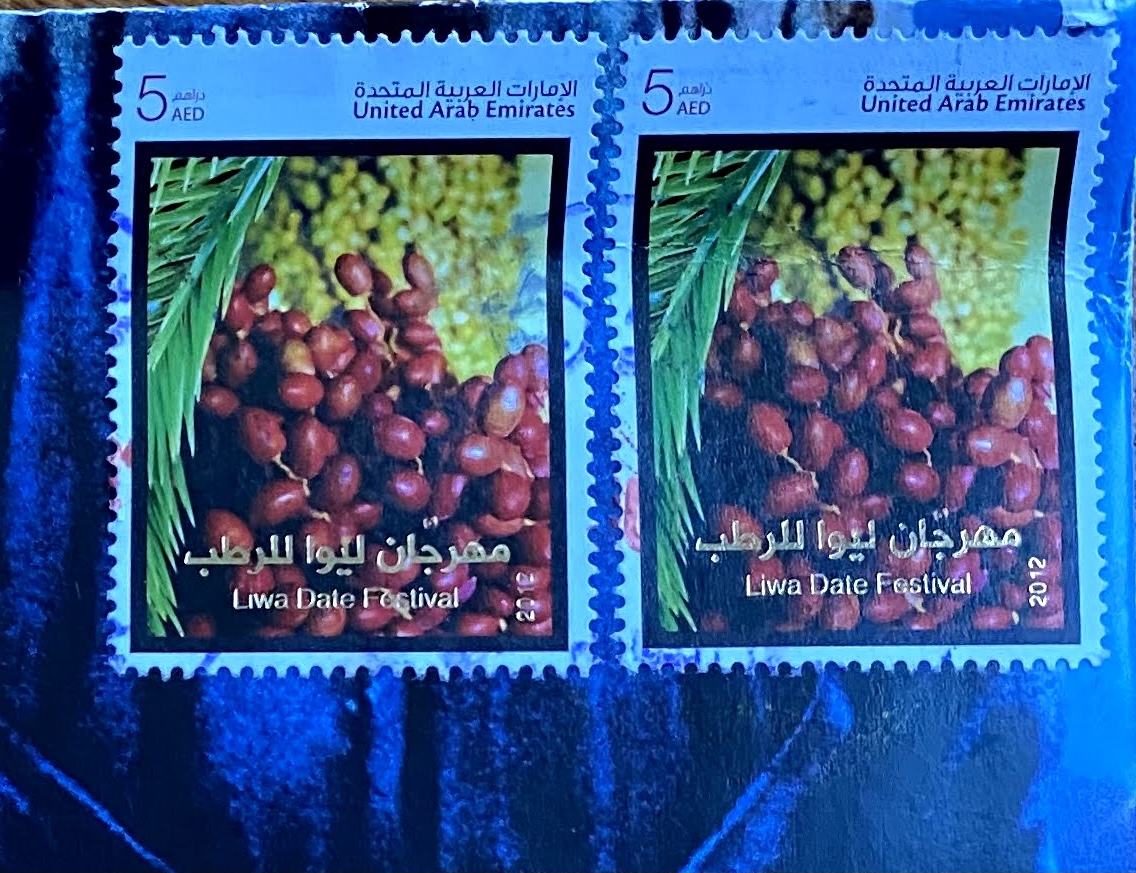 5 دراهم AED
الإمارات العربية المتحدة
United Arab Emirates
مهرجان ليوا للرطب
Liwa Date Festival
2012
5 دراهم AED
الإمارات العربية المتحدة
United Arab Emirates
مهرجان ليوا للرطب
Liwa Date Festival
2012